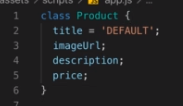 assets / scripts / app.js / ...
1 class Product {
2 title = 'DEFAULT';
3 imageUrl;
4 description;
5 price;
6 }
7